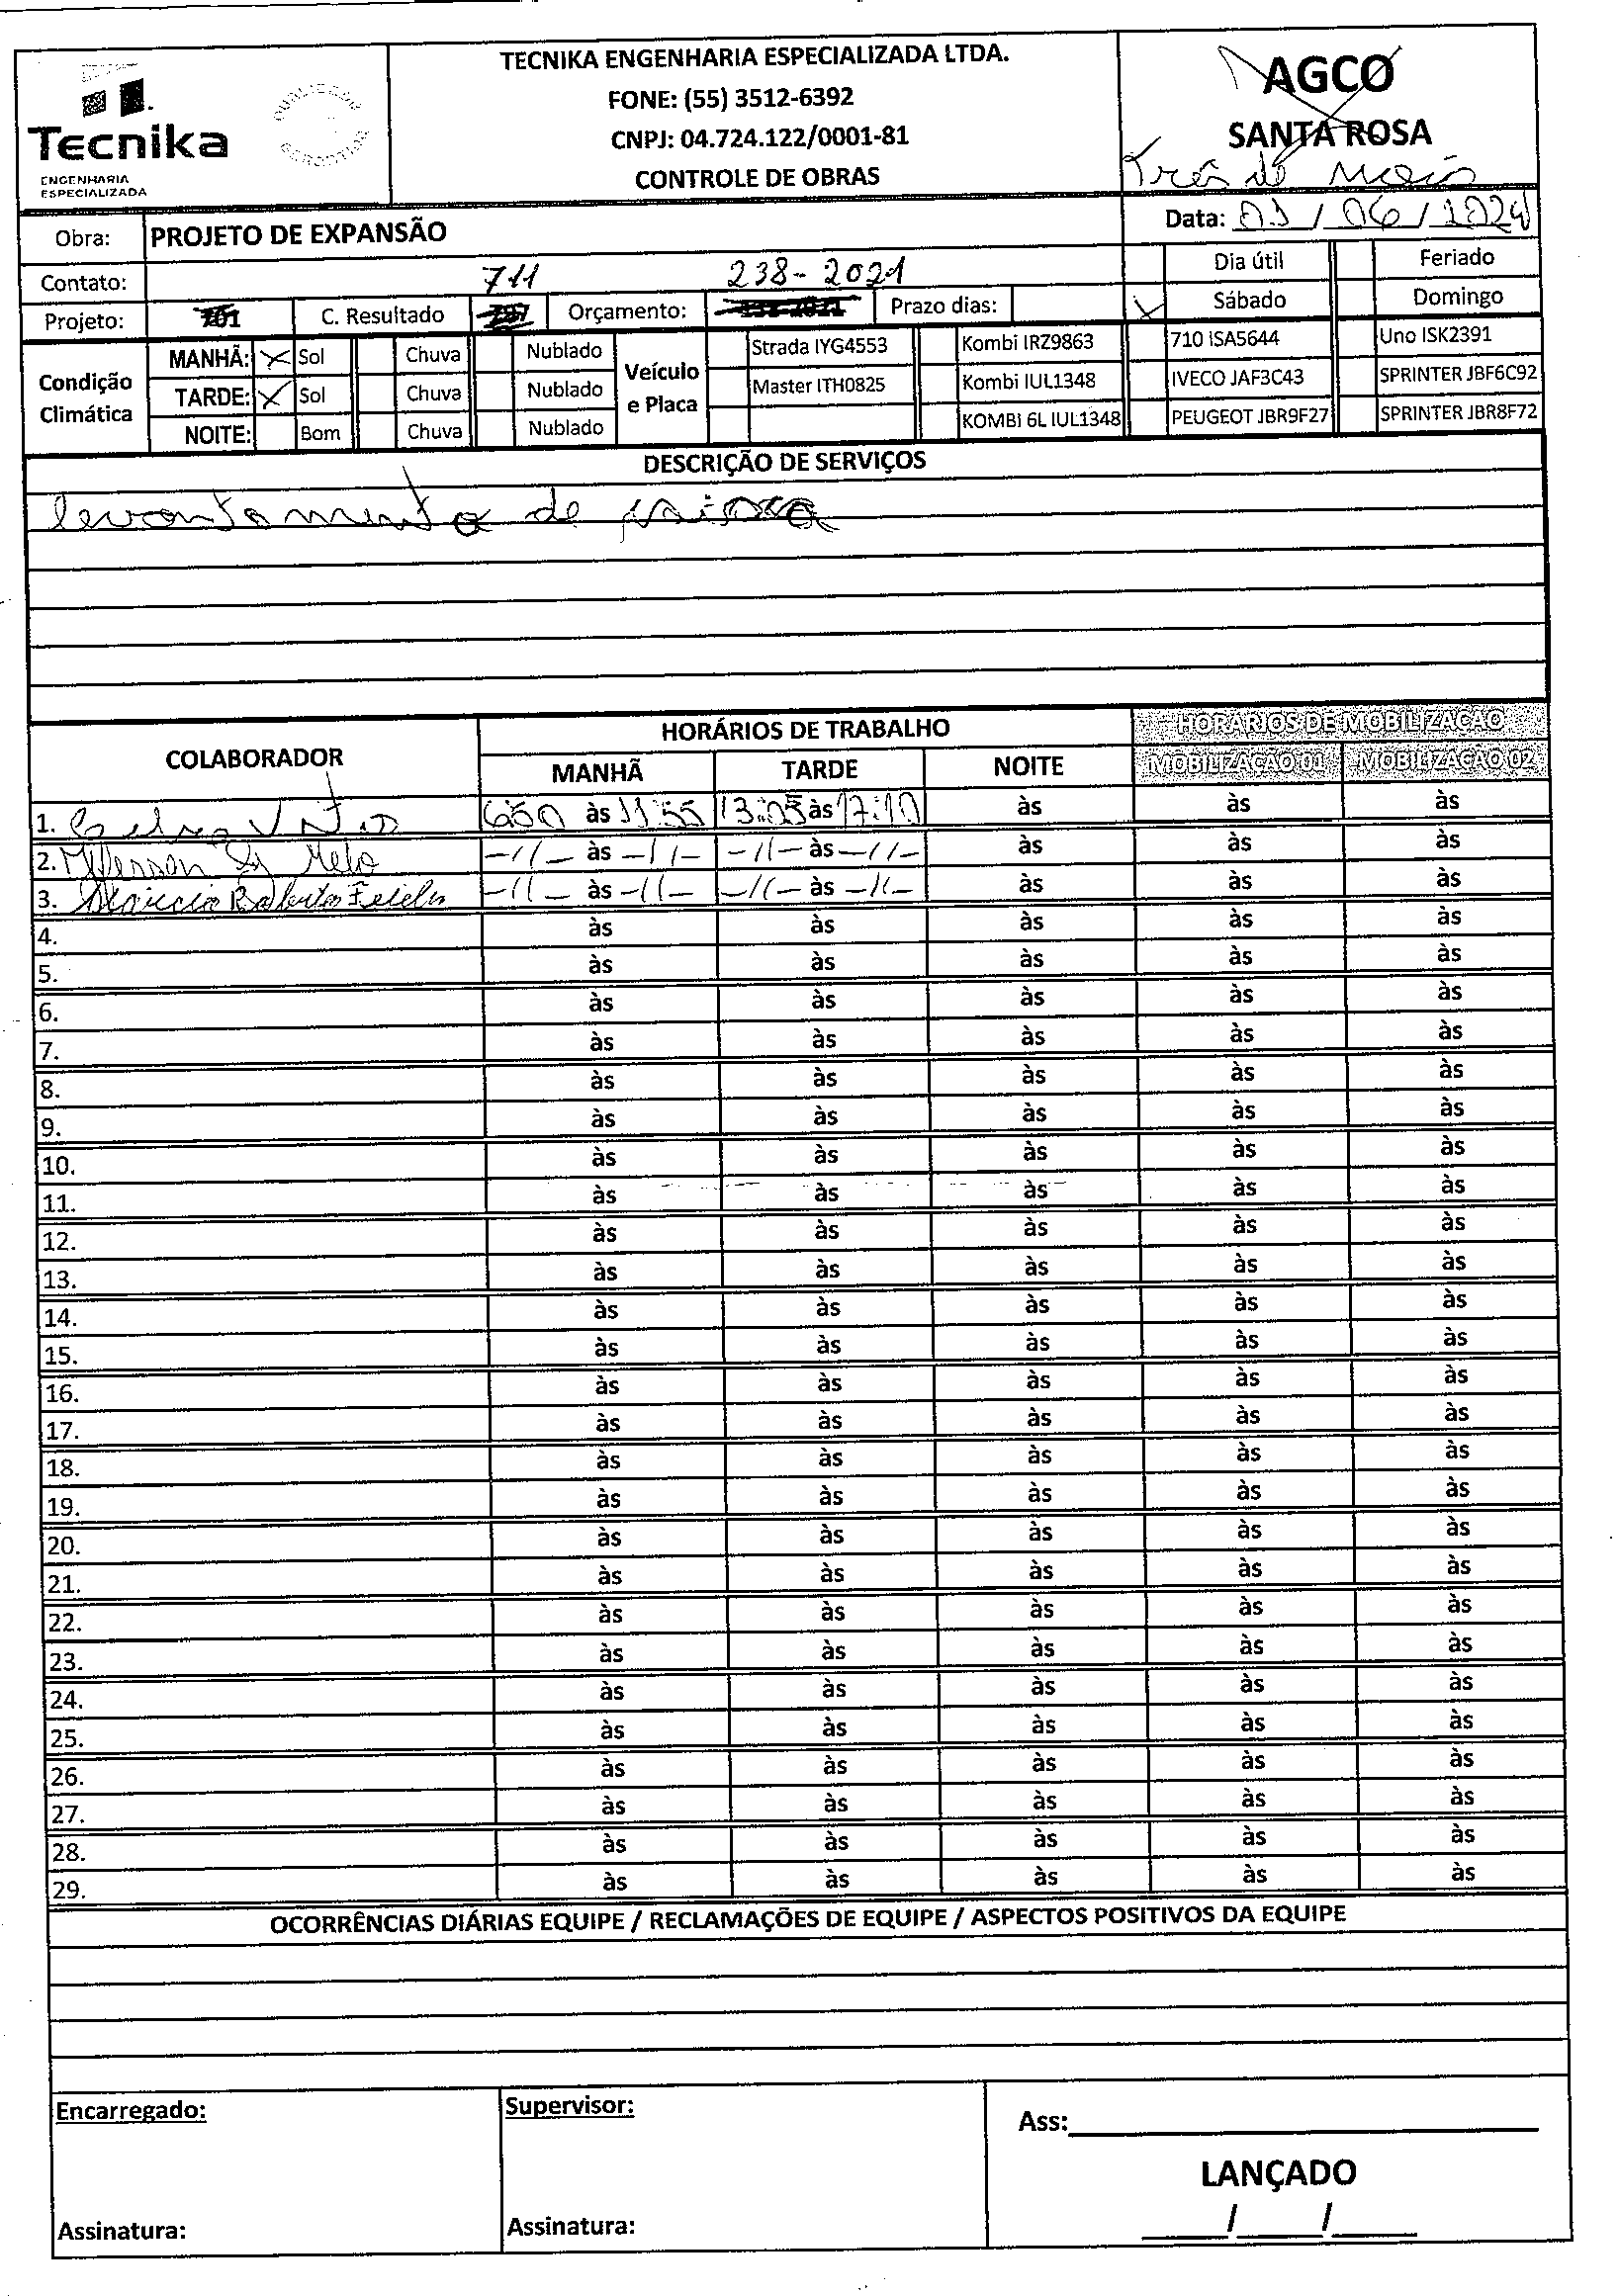 TECNIKA ENGENHARIA ESPECIALIZADA LTDA.
FONE: (55) 3512-6392
CNPJ: 04.724.122/0001-81
CONTROLE DE OBRAS
Tecnika
ENGENHARIA
ESPECIALIZADA
AGCO
SANTA ROSA
Três de Maio
Data: 01/06/2024
Obra: PROJETO DE EXPANSÃO
Contato:
711 238-2021
Dia útil Feriado
Projeto: 701 C. Resultado Orçamento: Prazo dias: Sábado Domingo
Condição Climática
MANHÃ: X Sol Chuva Nublado
TARDE: X Sol Chuva Nublado
NOITE: Bom Chuva Nublado
Veículo e Placa
Strada IYG4553 Kombi IRZ9863 710 ISA5644 Uno ISK2391
Master ITH0825 Kombi IUL1348 IVECO JAF3C43 SPRINTER JBF6C92
KOMBI 6L IUL1348 PEUGEOT JBR9F27 SPRINTER JBR8F72
DESCRIÇÃO DE SERVIÇOS
levantamento de
COLABORADOR HORÁRIOS DE TRABALHO HORÁRIOS DE MOBILIZAÇÃO
MANHÃ TARDE NOITE MOBILIZAÇÃO 01 MOBILIZAÇÃO 02
1. 6:50 às 11:55 13:05 às 17:10 às às às
2. Melo -//- às -//- -//- às -//- às às às
3. Marcio Roberto -//- às -//- -//- às -//- às às às
4. às às às às às
5. às às às às às
6. às às às às às
7. às às às às às
8. às às às às às
9. às às às às às
10. às às às às às
11. às às às às às
12. às às às às às
13. às às às às às
14. às às às às às
15. às às às às às
16. às às às às às
17. às às às às às
18. às às às às às
19. às às às às às
20. às às às às às
21. às às às às às
22. às às às às às
23. às às às às às
24. às às às às às
25. às às às às às
26. às às às às às
27. às às às às às
28. às às às às às
29. às às às às às
OCORRÊNCIAS DIÁRIAS EQUIPE / RECLAMAÇÕES DE EQUIPE / ASPECTOS POSITIVOS DA EQUIPE
Encarregado: Supervisor: Ass:
LANÇADO
Assinatura: Assinatura: __/__/__